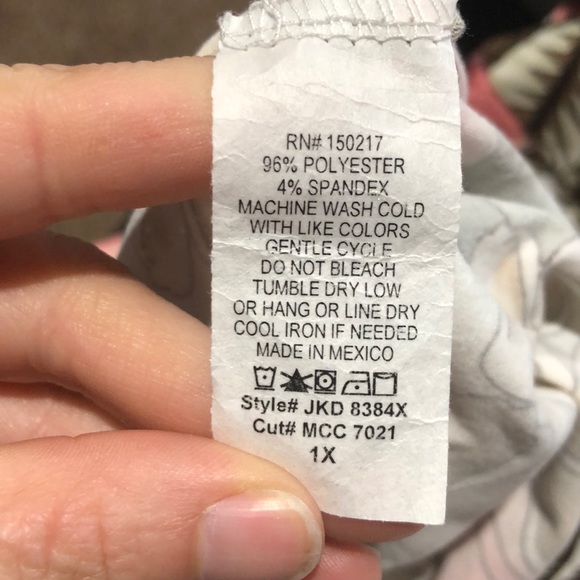 RN# 150217
96% POLYESTER
4% SPANDEX
MACHINE WASH COLD
WITH LIKE COLORS
GENTLE CYCLE
DO NOT BLEACH
TUMBLE DRY LOW
OR HANG OR LINE DRY
COOL IRON IF NEEDED
MADE IN MEXICO
Style# JKD 8384X
Cut# MCC 7021
1X